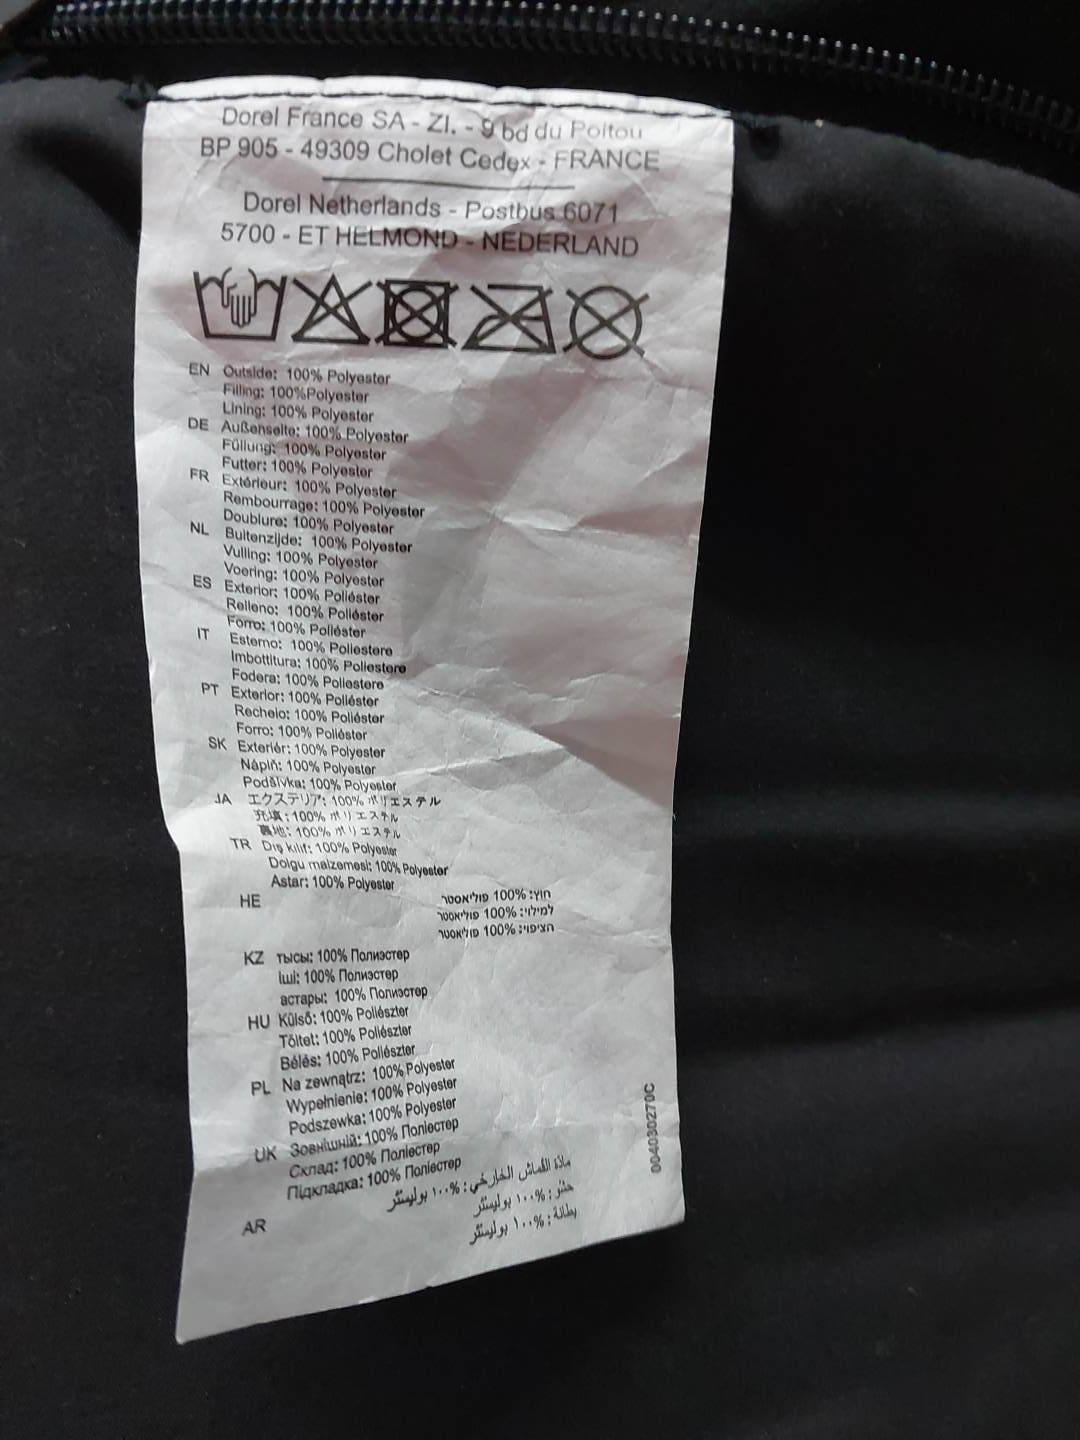 Dorel France SA - ZI. - 9 bd du Poitou
BP 905 - 49309 Cholet Cedex - FRANCE
Dorel Netherlands - Postbus 6071
5700 - ET HELMOND - NEDERLAND
EN Outside: 100% Polyester
Filling: 100%Polyester
Lining: 100% Polyester
DE Außenseite: 100% Polyester
Füllung: 100% Polyester
Futter: 100% Polyester
FR Extérieur: 100% Polyester
Rembourrage: 100% Polyester
Doublure: 100% Polyester
NL Buitenzijde: 100% Polyester
Vulling: 100% Polyester
Voering: 100% Polyester
ES Exterior: 100% Poliéster
Relleno: 100% Poliéster
Forro: 100% Poliéster
IT Esterno: 100% Poliestere
Imbottitura: 100% Poliestere
Fodera: 100% Poliestere
PT Exterior: 100% Poliéster
Recheio: 100% Poliéster
Forro: 100% Poliéster
SK Exteriér: 100% Polyester
Náplň: 100% Polyester
Podšívka: 100% Polyester
JA エクステリア: 100% ポリエステル
充填: 100% ポリエステル
裏地: 100% ポリエステル
TR Dış kılıf: 100% Polyester
Dolgu malzemesi: 100% Polyester
Astar: 100% Polyester
HE חוץ: 100% פוליאסטר
למילוי: 100% פוליאסטר
הציפוי: 100% פוליאסטר
KZ тысы: 100% Полиэстер
Іші: 100% Полиэстер
астары: 100% Полиэстер
HU Külső: 100% Poliészter
Töltet: 100% Poliészter
Bélés: 100% Poliészter
PL Na zewnątrz: 100% Polyester
Wypełnienie: 100% Polyester
Podszewka: 100% Polyester
UK Зовнішній: 100% Поліестер
Склад: 100% Поліестер
Підкладка: 100% Поліестер
AR مادّة القماش الخارجي: %١٠٠ بوليستر
حشو: %١٠٠ بوليستر
بطانة: %١٠٠ بوليستر
004030270C